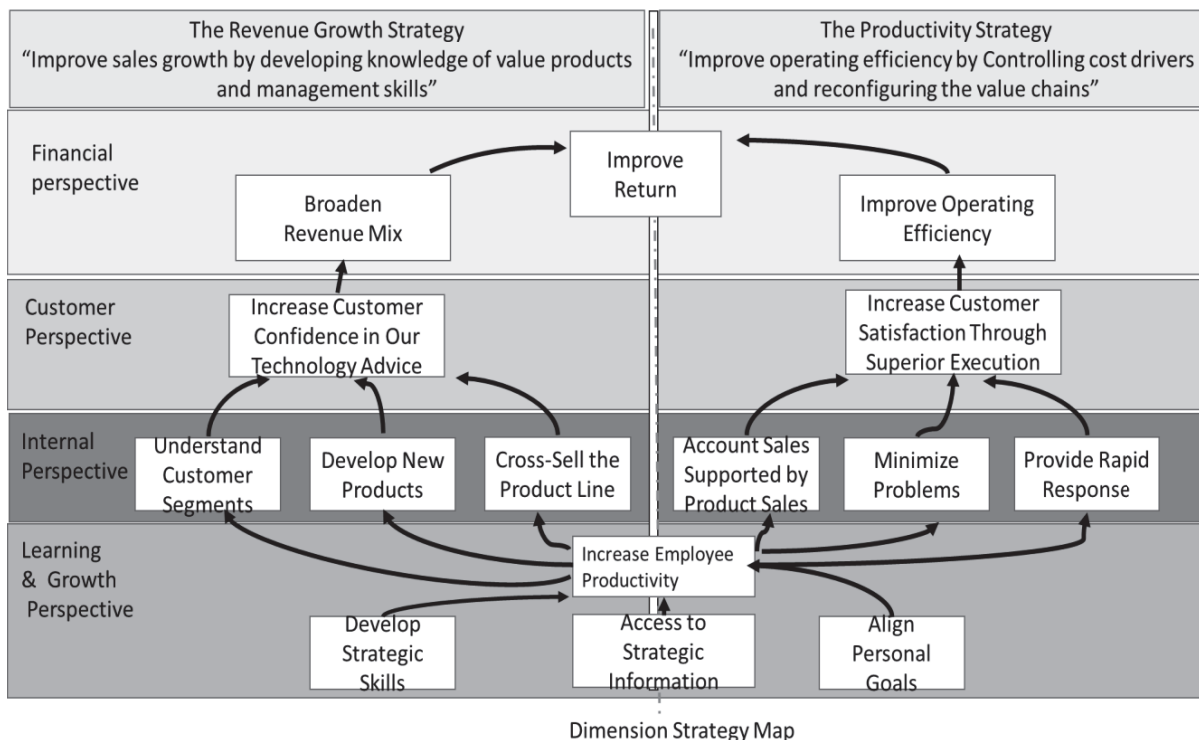 The Revenue Growth Strategy
“Improve sales growth by developing knowledge of value products
and management skills”
The Productivity Strategy
“Improve operating efficiency by Controlling cost drivers
and reconfiguring the value chains”
Financial
perspective
Improve
Return
Broaden
Revenue Mix
Improve Operating
Efficiency
Customer
Perspective
Increase Customer
Confidence in Our
Technology Advice
Increase Customer
Satisfaction Through
Superior Execution
Internal
Perspective
Understand
Customer
Segments
Develop New
Products
Cross-Sell the
Product Line
Account Sales
Supported by
Product Sales
Minimize
Problems
Provide Rapid
Response
Learning
& Growth
Perspective
Increase Employee
Productivity
Develop
Strategic
Skills
Access to
Strategic
Information
Align
Personal
Goals
Dimension Strategy Map